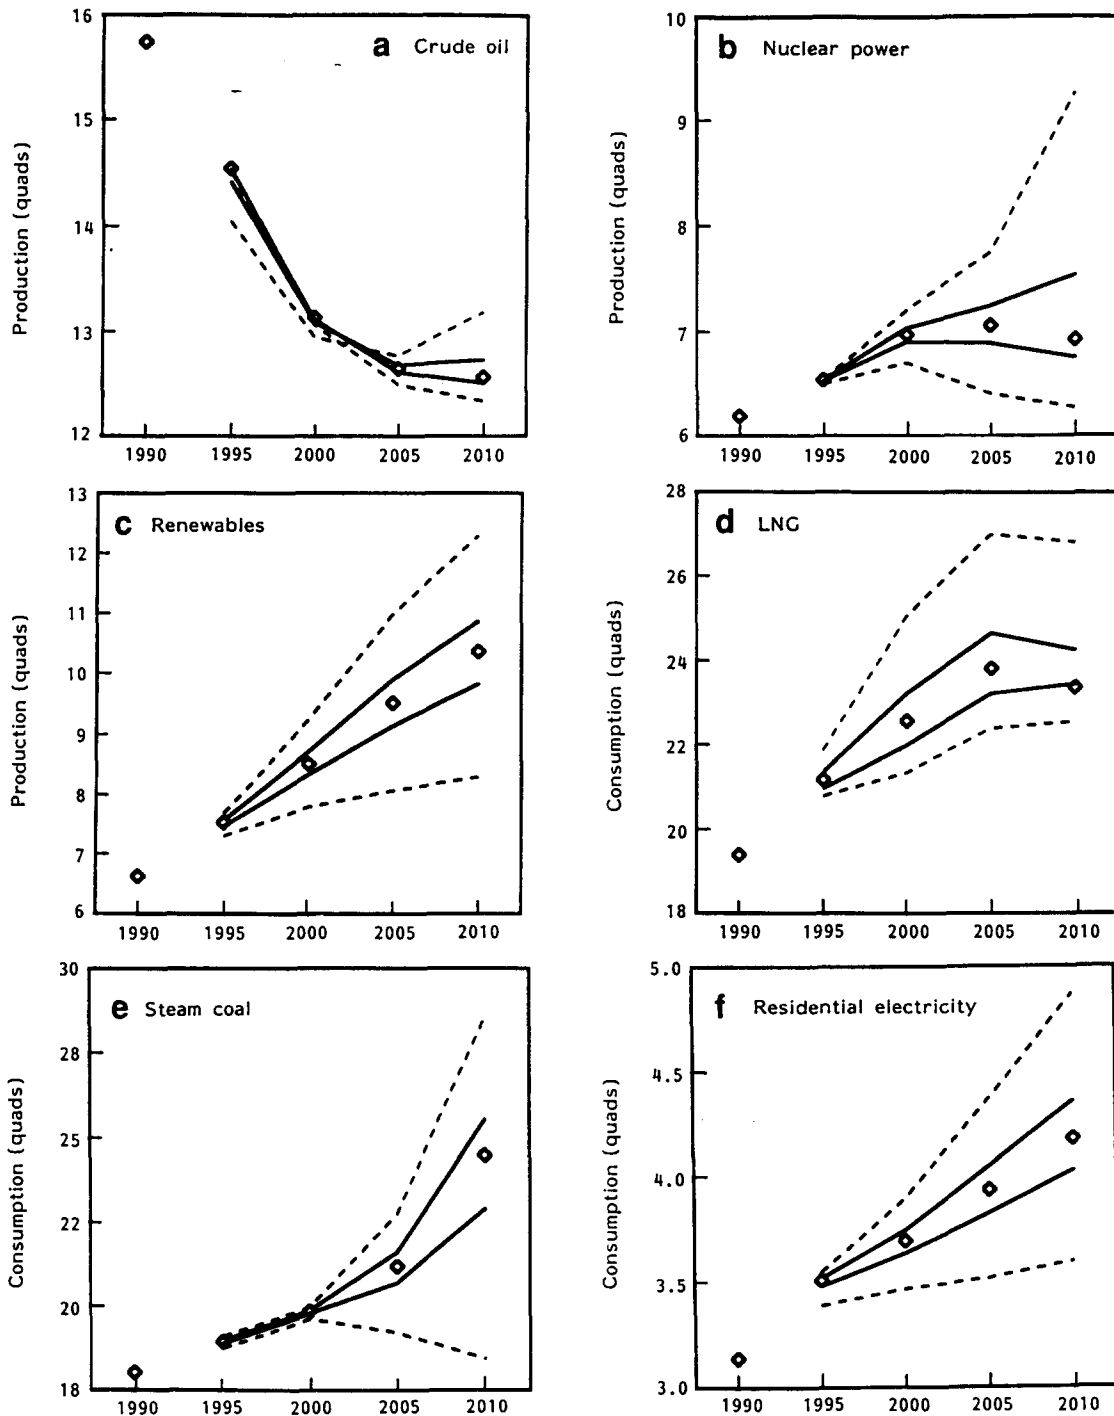 a Crude oil
Production (quads)
16
15
14
13
12
1990 1995 2000 2005 2010
b Nuclear power
Production (quads)
10
9
8
7
6
1990 1995 2000 2005 2010
c Renewables
Production (quads)
13
12
11
10
9
8
7
6
1990 1995 2000 2005 2010
d LNG
Consumption (quads)
28
26
24
22
20
18
1990 1995 2000 2005 2010
e Steam coal
Consumption (quads)
30
28
25
22
20
18
1990 1995 2000 2005 2010
f Residential electricity
Consumption (quads)
5.0
4.5
4.0
3.5
3.0
1990 1995 2000 2005 2010